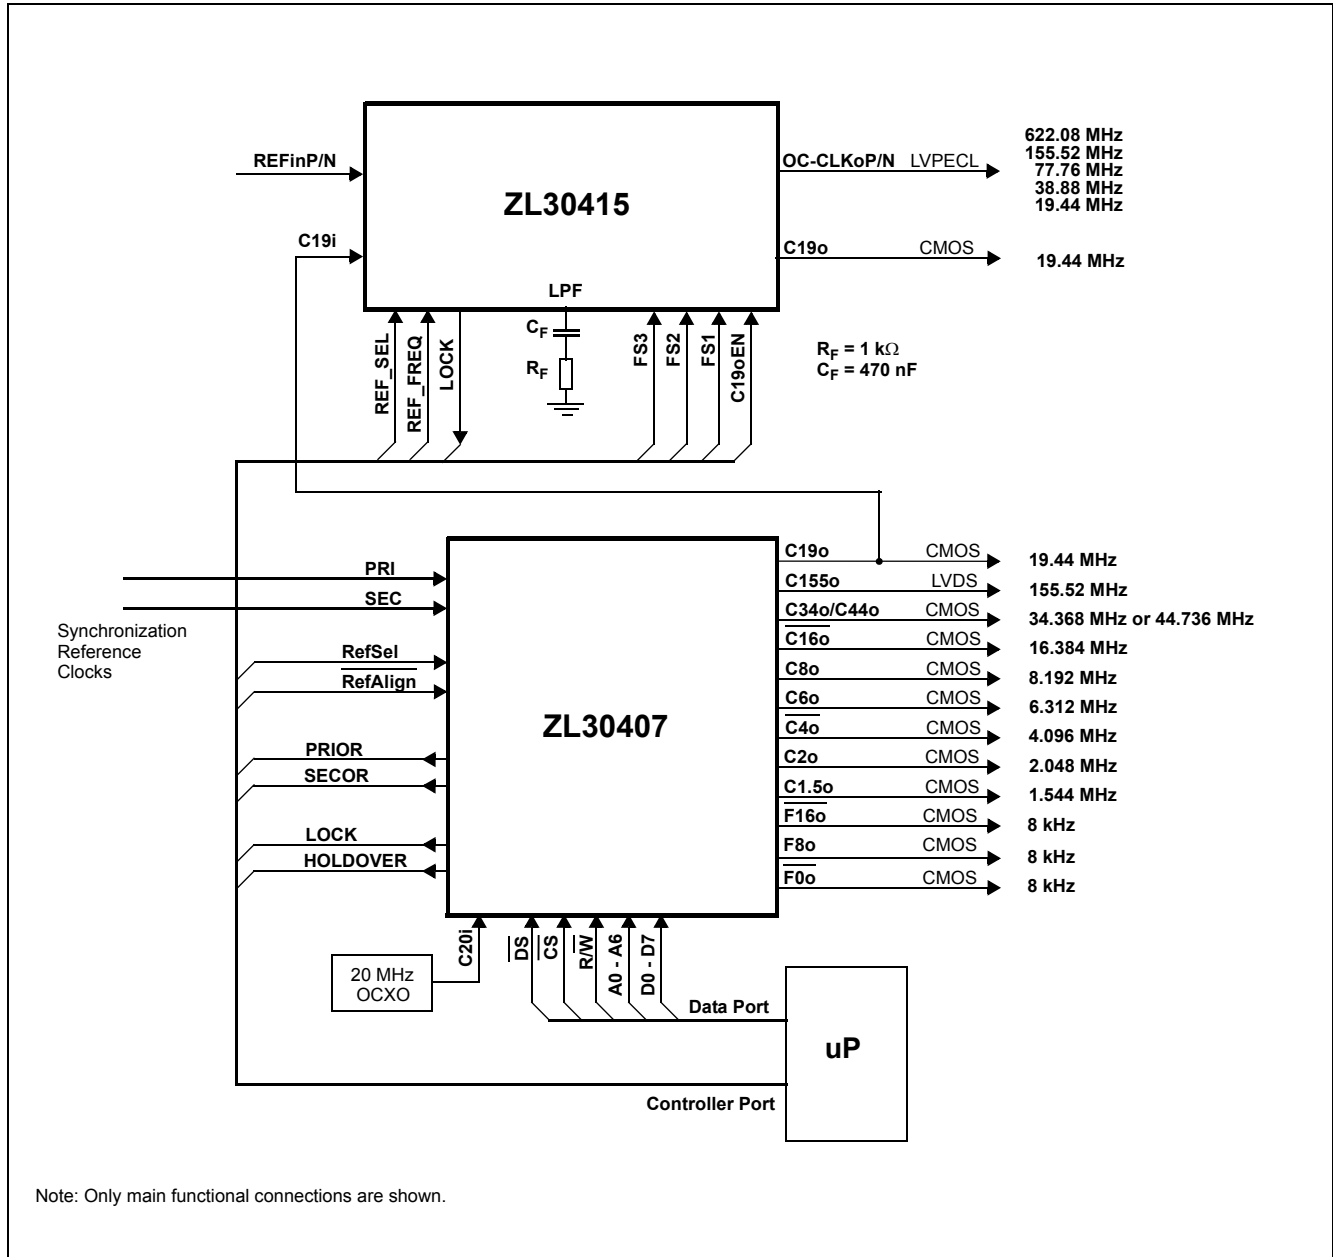 REFinP/N
OC-CLKoP/N LVPECL
622.08 MHz
155.52 MHz
77.76 MHz
38.88 MHz
19.44 MHz
ZL30415
C19i
C19o CMOS 19.44 MHz
LPF
CF
RF
REF_SEL
REF_FREQ
LOCK
FS3
FS2
FS1
C19oEN
RF = 1 kΩ
CF = 470 nF
C19o CMOS 19.44 MHz
PRI
C155o LVDS 155.52 MHz
SEC
C34o/C44o CMOS 34.368 MHz or 44.736 MHz
Synchronization
Reference
Clocks
C16o CMOS 16.384 MHz
RefSel
C8o CMOS 8.192 MHz
RefAlign
C6o CMOS 6.312 MHz
ZL30407
C4o CMOS 4.096 MHz
PRIOR
C2o CMOS 2.048 MHz
SECOR
C1.5o CMOS 1.544 MHz
F16o CMOS 8 kHz
LOCK
F8o CMOS 8 kHz
HOLDOVER
F0o CMOS 8 kHz
C20i
DS
CS
R/W
A0 - A6
D0 - D7
20 MHz
OCXO
Data Port
uP
Controller Port
Note: Only main functional connections are shown.